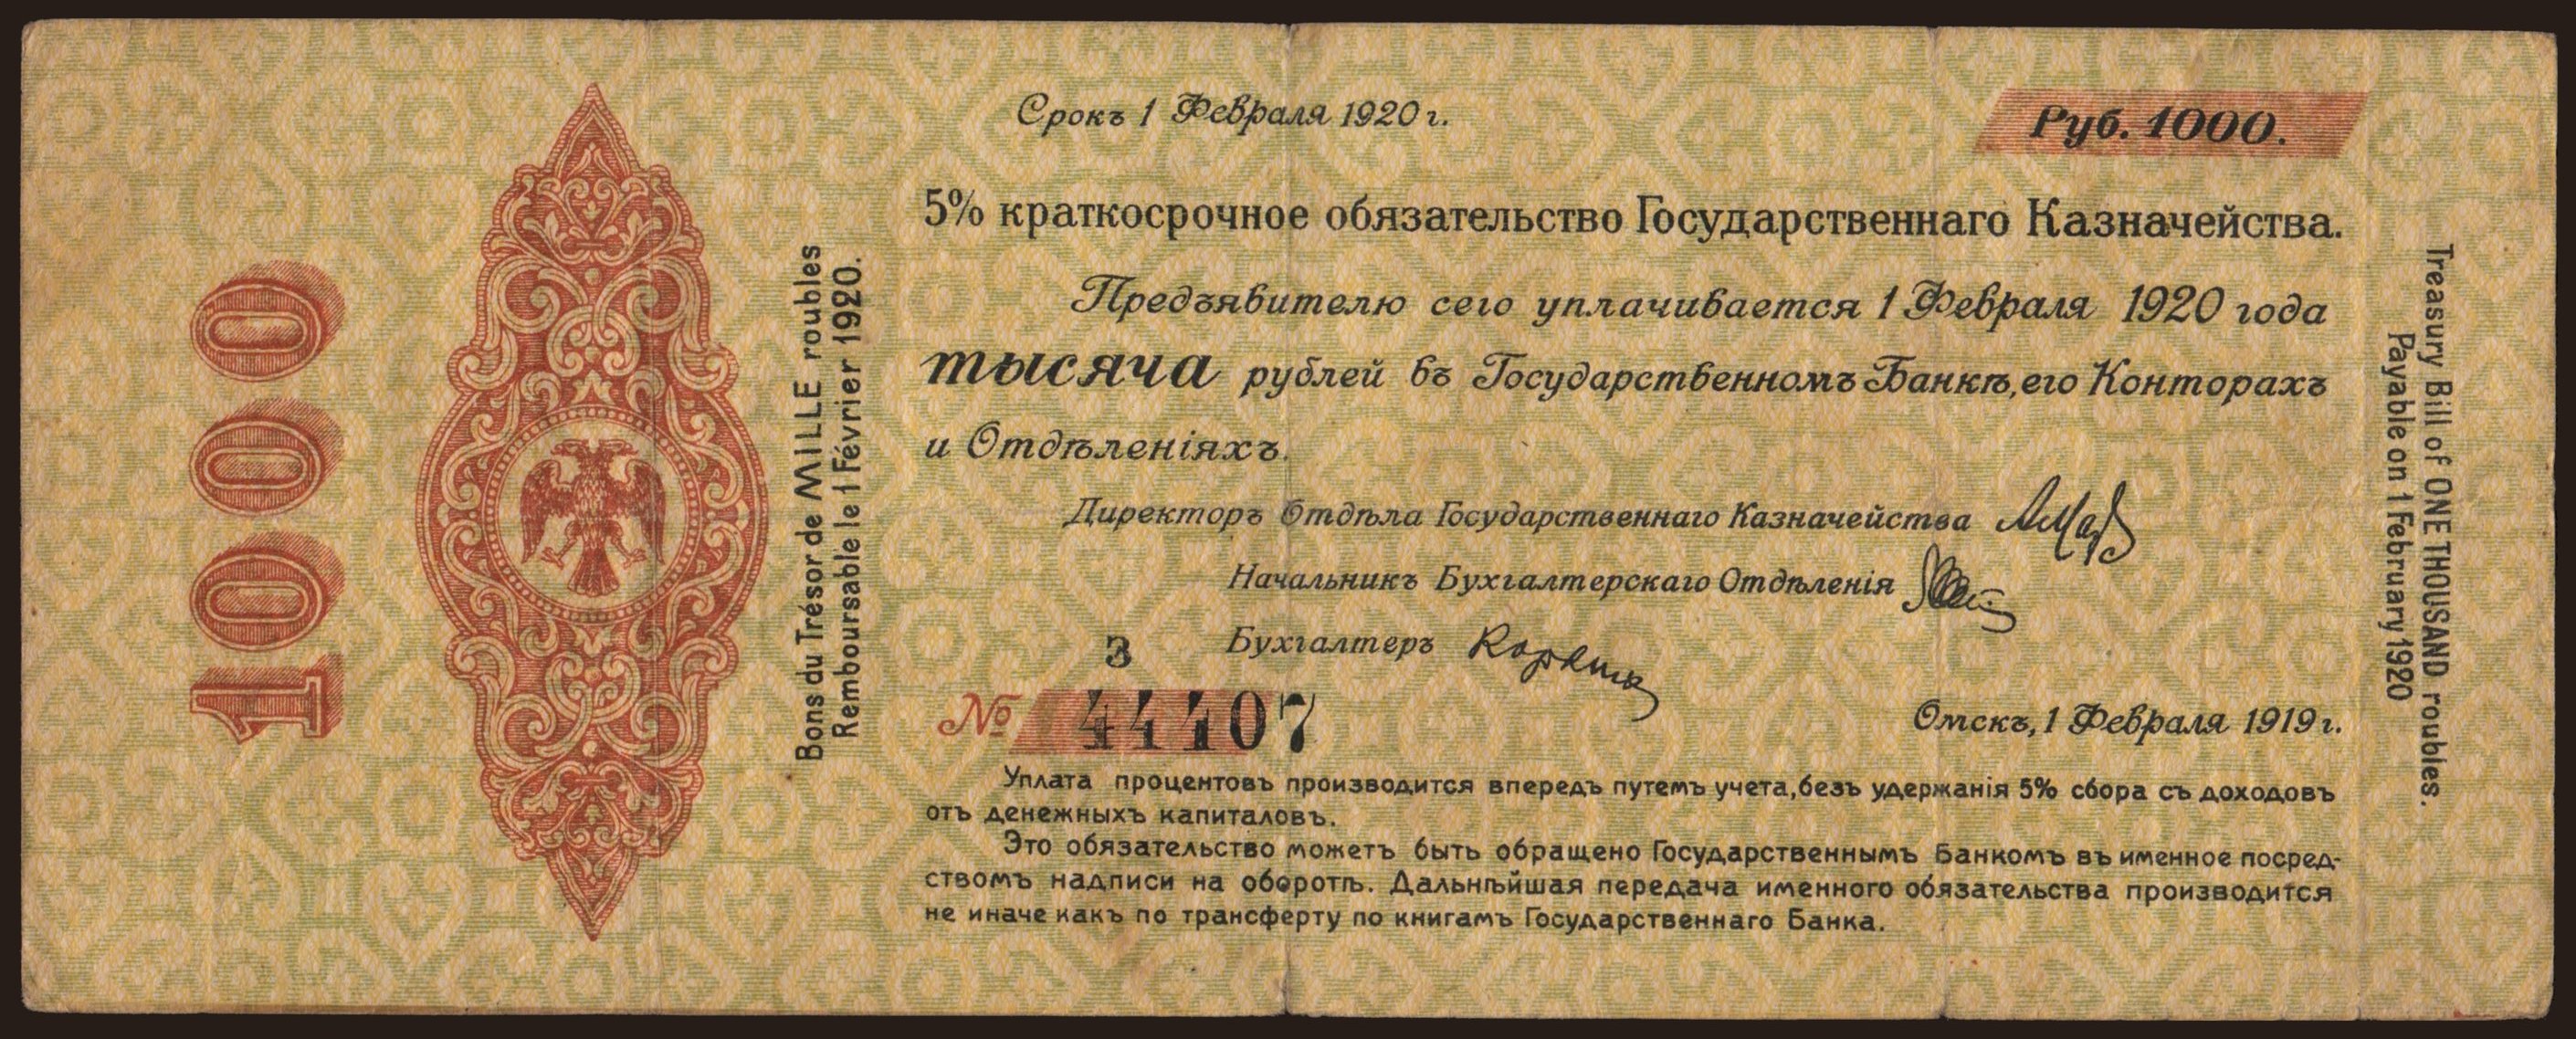 1000
Bons du Trésor de MILLE roubles
Remboursable le 1 Février 1920.
Срокъ 1 Февраля 1920 г.
Руб. 1000.
5% краткосрочное обязательство Государственнаго Казначейства.
Предъявителю сего уплачивается 1 Февраля 1920 года
тысяча рублей въ Государственномъ Банкѣ, его Конторахъ
и Отдѣленіяхъ.
Директоръ Отдѣла Государственнаго Казначейства
Начальникъ Бухгалтерскаго Отдѣленія
З Бухгалтеръ
№ 44407
Омскъ, 1 Февраля 1919 г.
Уплата процентовъ производится впередъ путемъ учета, безъ удержанія 5% сбора съ доходовъ
отъ денежныхъ капиталовъ.
Это обязательство можетъ быть обращено Государственнымъ Банкомъ въ именное посред-
ствомъ надписи на оборотѣ. Дальнѣйшая передача именного обязательства производится
не иначе какъ по трансферту по книгамъ Государственнаго Банка.
Treasury Bill of ONE THOUSAND roubles.
Payable on 1 February 1920